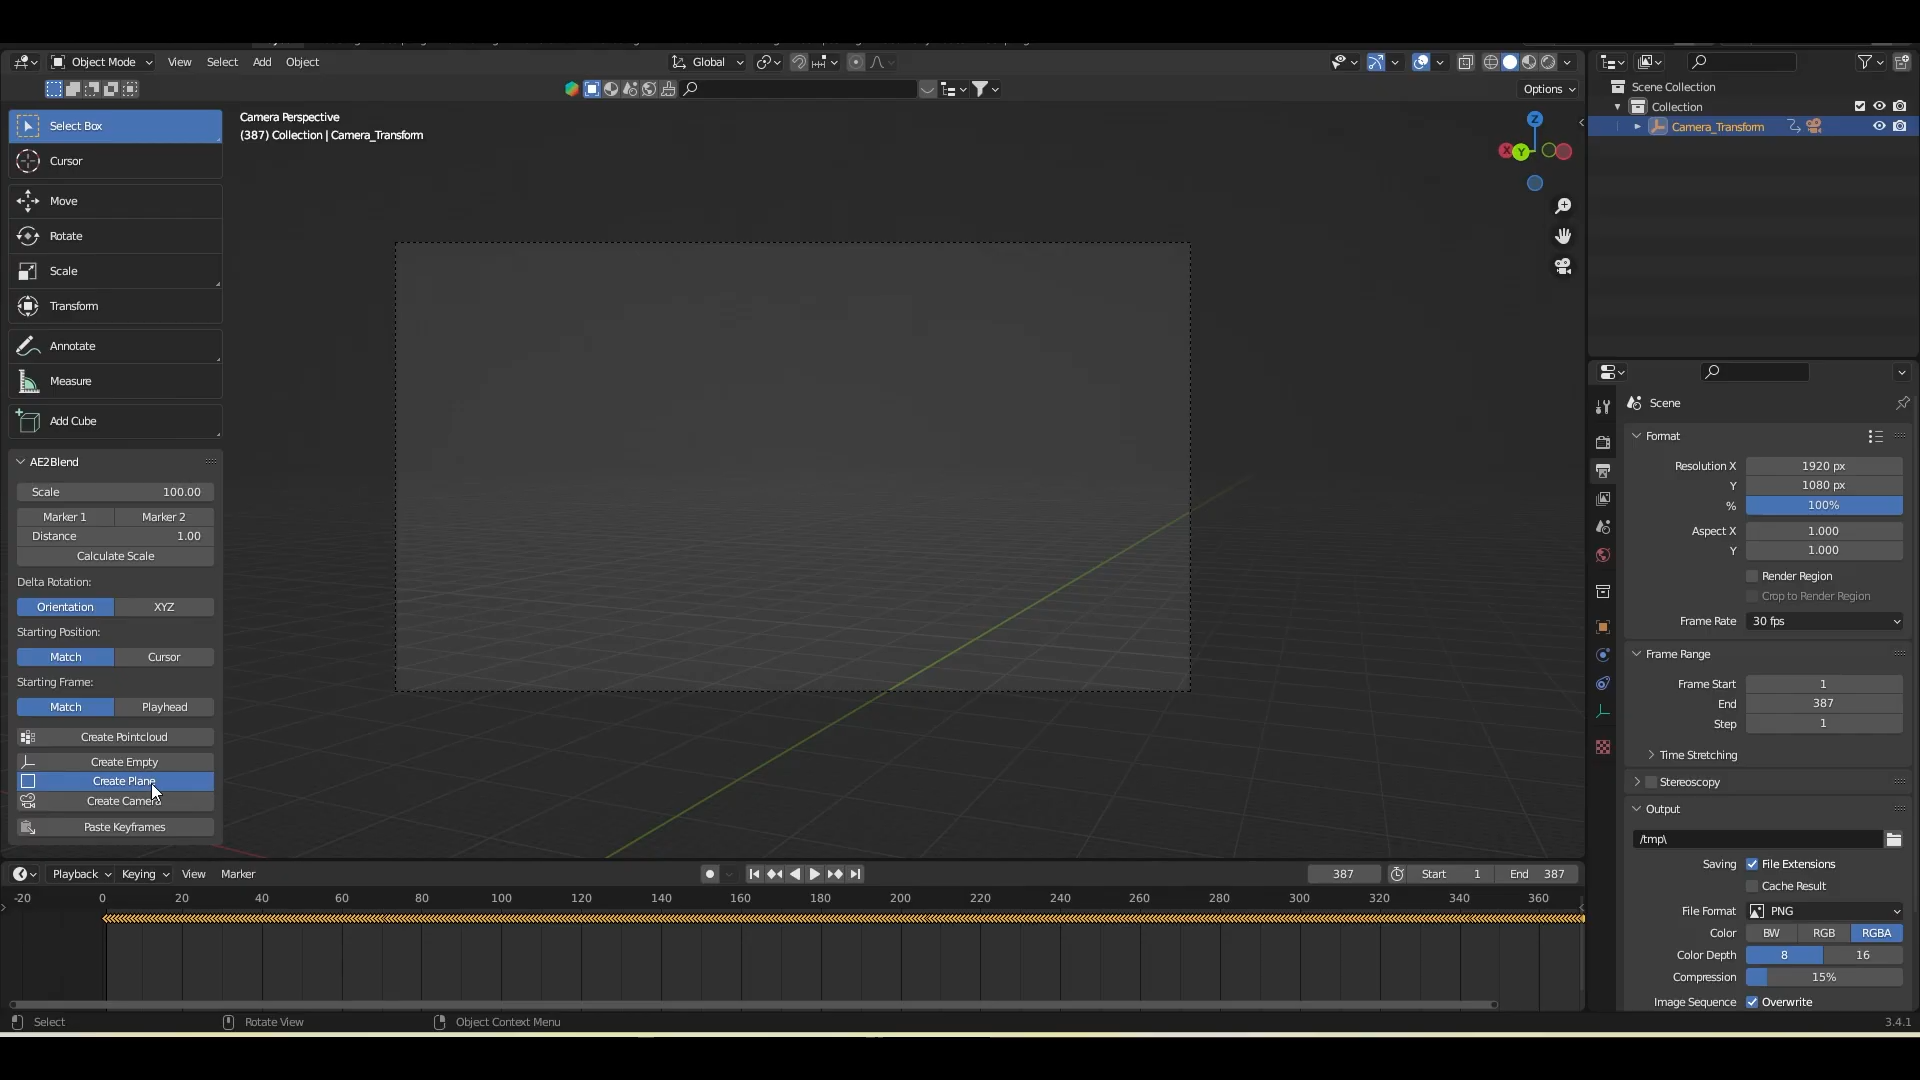 Object Mode
View
Select
Add
Object
Global
Options
Select Box
Cursor
Move
Rotate
Scale
Transform
Annotate
Measure
Add Cube
AE2Blend
Scale 100.00
Marker 1 Marker 2
Distance 1.00
Calculate Scale
Delta Rotation:
Orientation XYZ
Starting Position:
Match Cursor
Starting Frame:
Match Playhead
Create Pointcloud
Create Empty
Create Plane
Create Camera
Paste Keyframes
Camera Perspective
(387) Collection | Camera_Transform
Z
X
Y
Scene Collection
Collection
Camera_Transform
Scene
Format
Resolution X 1920 px
Y 1080 px
% 100%
Aspect X 1.000
Y 1.000
Render Region
Crop to Render Region
Frame Rate 30 fps
Frame Range
Frame Start 1
End 387
Step 1
Time Stretching
Stereoscopy
Output
/tmp\
Saving File Extensions
Cache Result
File Format PNG
Color BW RGB RGBA
Color Depth 8 16
Compression 15%
Image Sequence Overwrite
Playback Keying View Marker
387 Start 1 End 387
-20 0 20 40 60 80 100 120 140 160 180 200 220 240 260 280 300 320 340 360
Select Rotate View Object Context Menu
3.4.1